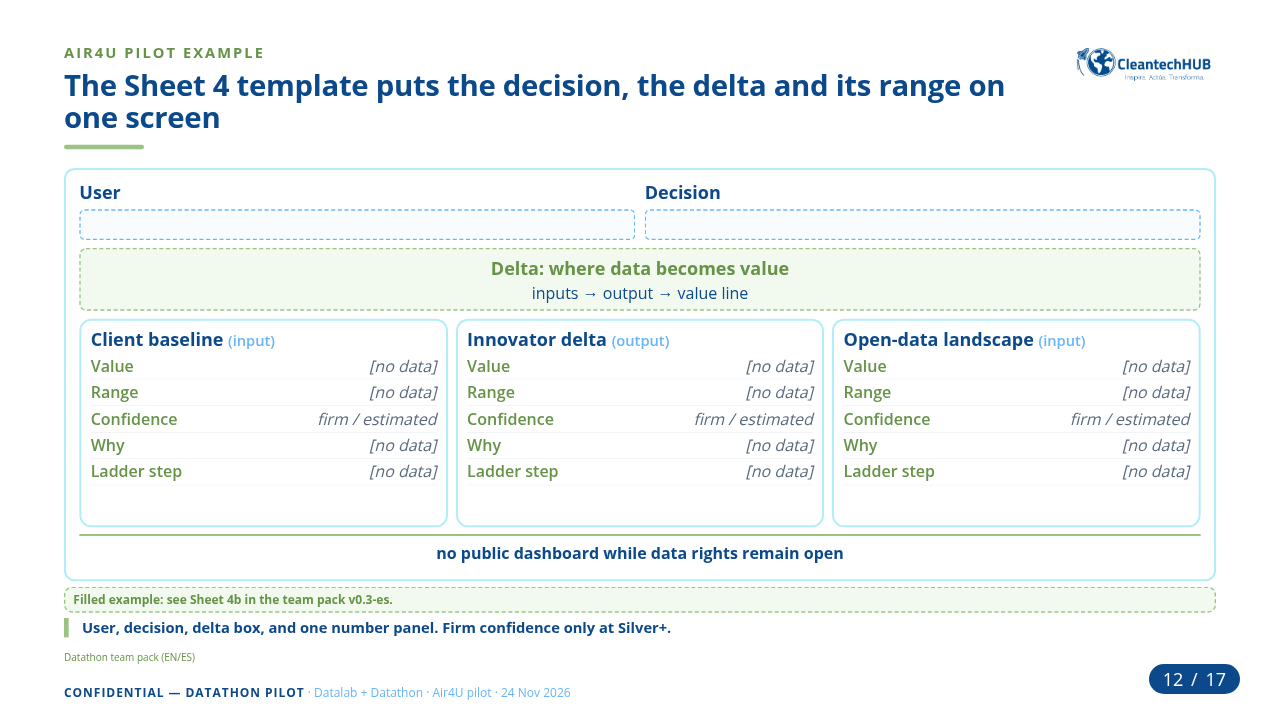 AIR4U PILOT EXAMPLE
The Sheet 4 template puts the decision, the delta and its range on
one screen
CleantechHUB
Inspira. Actúa. Transforma.
User
Decision
Delta: where data becomes value
inputs → output → value line
Client baseline (input)
Value [no data]
Range [no data]
Confidence firm / estimated
Why [no data]
Ladder step [no data]
Innovator delta (output)
Value [no data]
Range [no data]
Confidence firm / estimated
Why [no data]
Ladder step [no data]
Open-data landscape (input)
Value [no data]
Range [no data]
Confidence firm / estimated
Why [no data]
Ladder step [no data]
no public dashboard while data rights remain open
Filled example: see Sheet 4b in the team pack v0.3-es.
User, decision, delta box, and one number panel. Firm confidence only at Silver+.
Datathon team pack (EN/ES)
CONFIDENTIAL — DATATHON PILOT · Datalab + Datathon · Air4U pilot · 24 Nov 2026
12 / 17